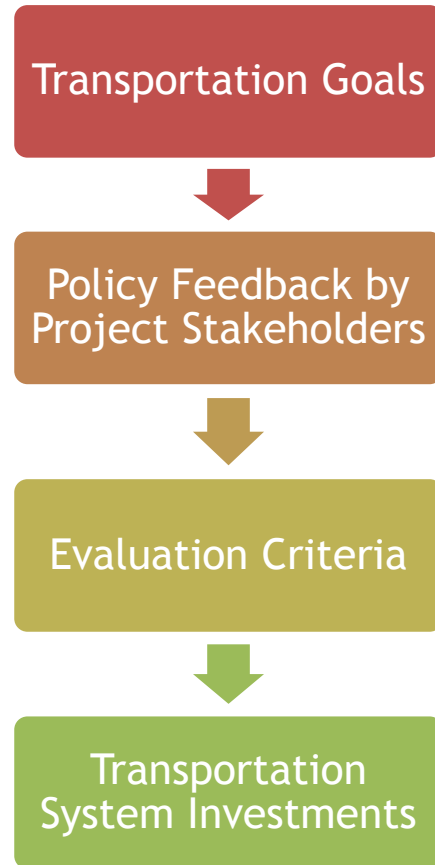 Transportation Goals
Policy Feedback by
Project Stakeholders
Evaluation Criteria
Transportation
System Investments